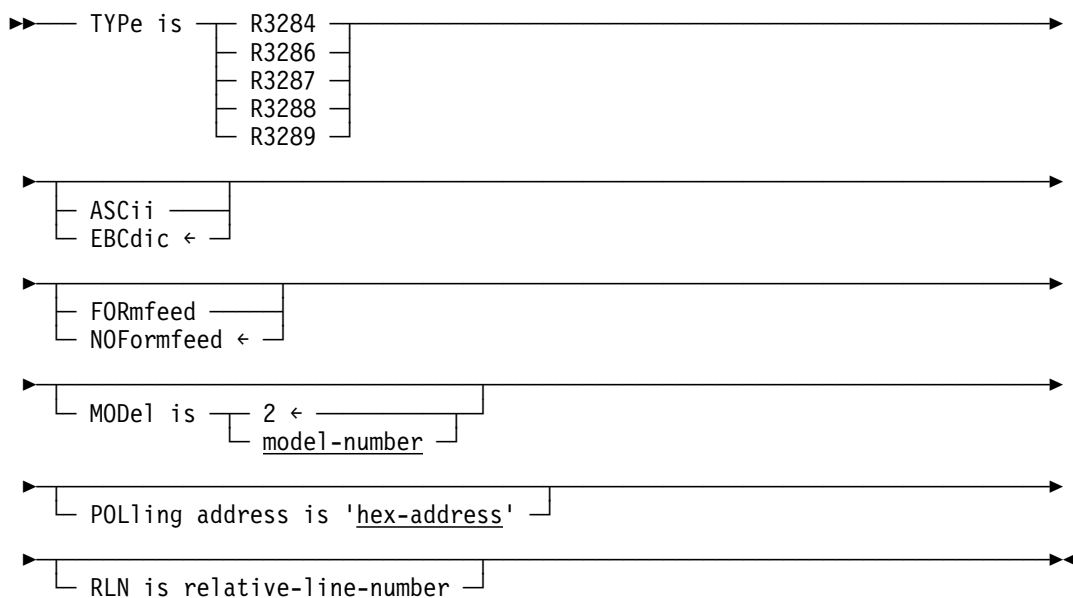 TYPe is R3284
R3286
R3287
R3288
R3289
ASCii
EBCdic ←
FORmfeed
NOFormfeed ←
MODel is 2 ←
model-number
POLling address is 'hex-address'
RLN is relative-line-number